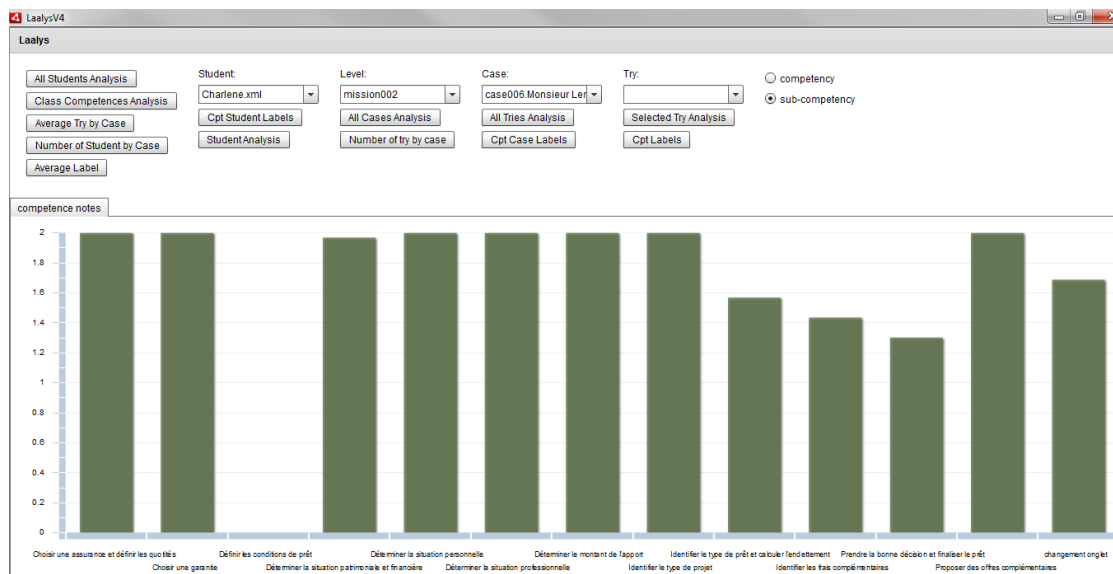 LaalysV4
Laalys
All Students Analysis
Class Competences Analysis
Average Try by Case
Number of Student by Case
Average Label
Student:
Charlene.xml
Cpt Student Labels
Student Analysis
Level:
mission002
All Cases Analysis
Number of try by case
Case:
case006.Monsieur Ler
All Tries Analysis
Cpt Case Labels
Try:
Selected Try Analysis
Cpt Labels
competency
sub-competency
competence notes
2
1.8
1.6
1.4
1.2
1
0.8
0.6
0.4
0.2
0
Choisir une assurance et définir les quotités
Choisir une garantie
Définir les conditions de prêt
Déterminer la situation patrimoniale et financière
Déterminer la situation personnelle
Déterminer la situation professionnelle
Déterminer le montant de l'apport
Identifier le type de projet
Identifier le type de prêt et calculer l'endettement
Identifier les frais complémentaires
Prendre la bonne décision et finaliser le prêt
Proposer des offres complémentaires
changement onglet